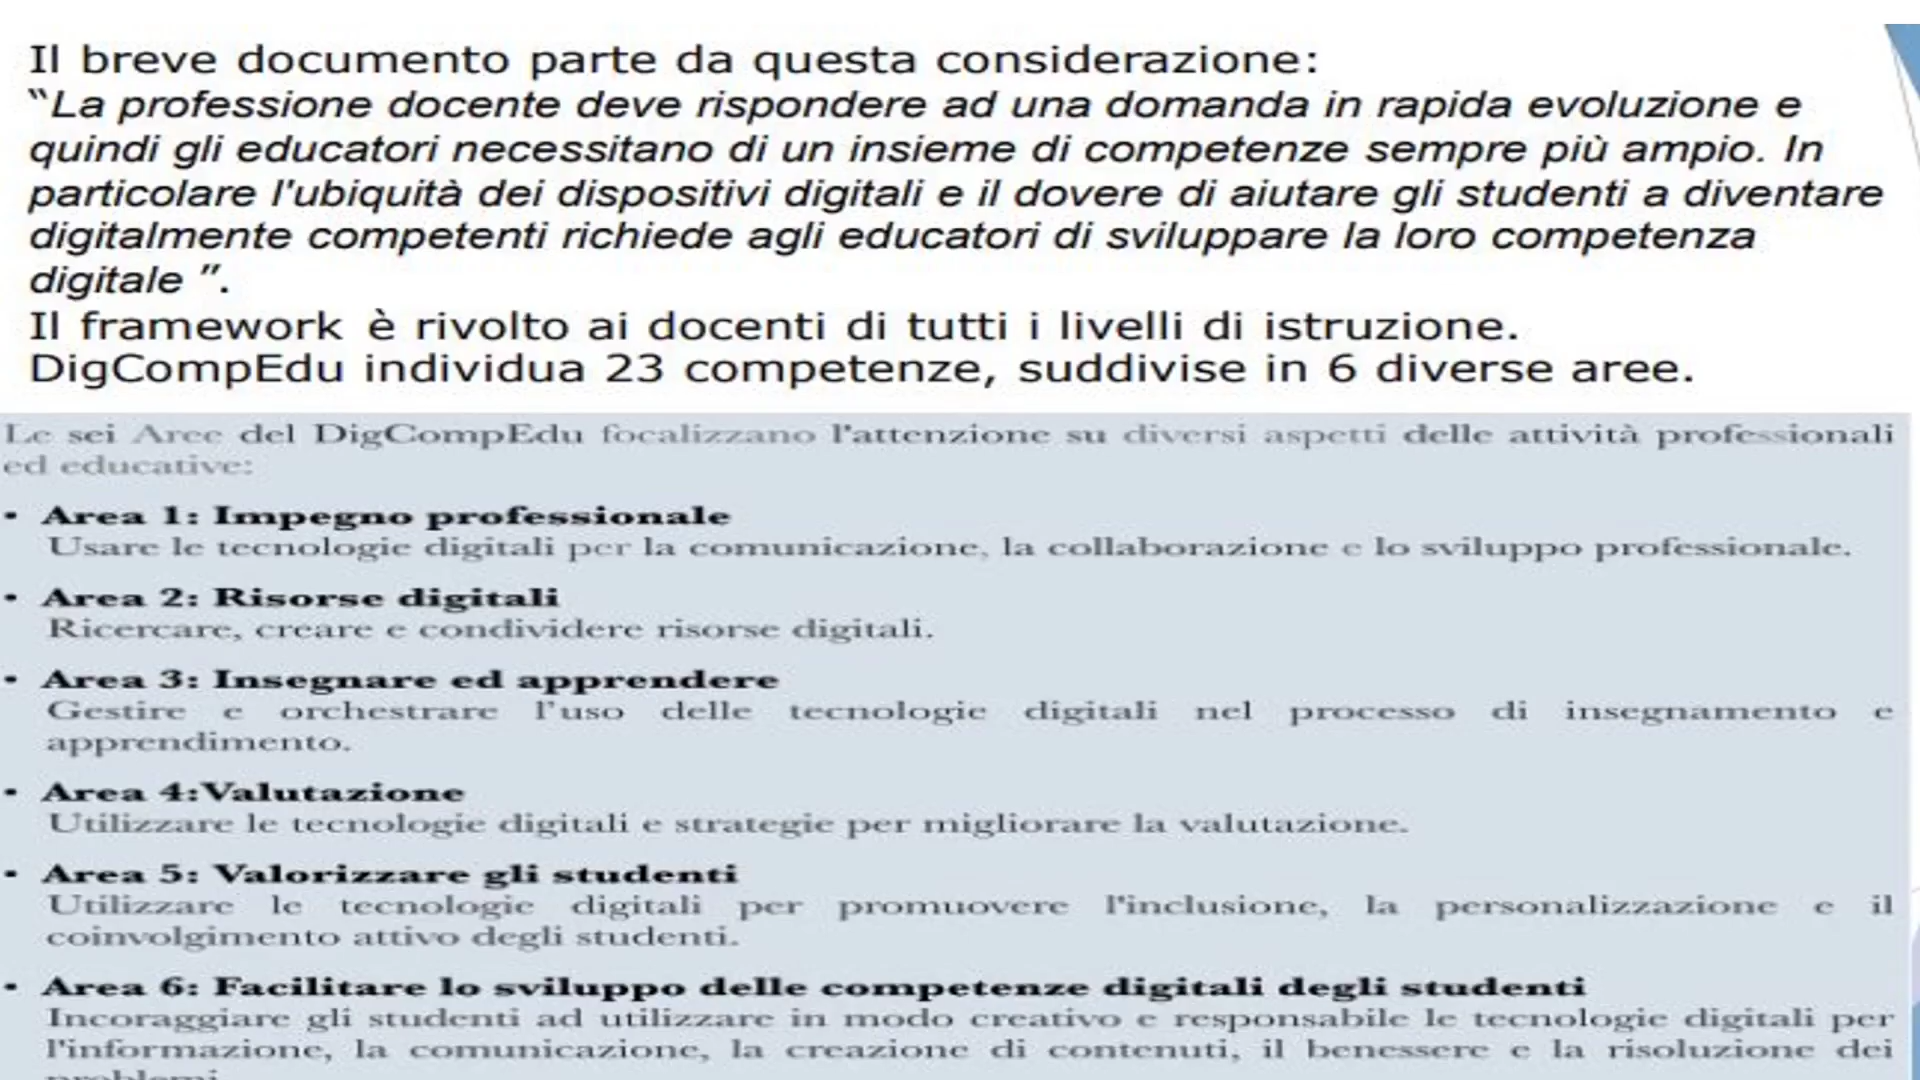 Il breve documento parte da questa considerazione:
“La professione docente deve rispondere ad una domanda in rapida evoluzione e
quindi gli educatori necessitano di un insieme di competenze sempre più ampio. In
particolare l'ubiquità dei dispositivi digitali e il dovere di aiutare gli studenti a diventare
digitalmente competenti richiede agli educatori di sviluppare la loro competenza
digitale ”.
Il framework è rivolto ai docenti di tutti i livelli di istruzione.
DigCompEdu individua 23 competenze, suddivise in 6 diverse aree.
Le sei Aree del DigCompEdu focalizzano l'attenzione su diversi aspetti delle attività professionali
ed educative:
• Area 1: Impegno professionale
Usare le tecnologie digitali per la comunicazione, la collaborazione e lo sviluppo professionale.
• Area 2: Risorse digitali
Ricercare, creare e condividere risorse digitali.
• Area 3: Insegnare ed apprendere
Gestire e orchestrare l'uso delle tecnologie digitali nel processo di insegnamento e
apprendimento.
• Area 4:Valutazione
Utilizzare le tecnologie digitali e strategie per migliorare la valutazione.
• Area 5: Valorizzare gli studenti
Utilizzare le tecnologie digitali per promuovere l'inclusione, la personalizzazione e il
coinvolgimento attivo degli studenti.
• Area 6: Facilitare lo sviluppo delle competenze digitali degli studenti
Incoraggiare gli studenti ad utilizzare in modo creativo e responsabile le tecnologie digitali per
l'informazione, la comunicazione, la creazione di contenuti, il benessere e la risoluzione dei
problemi.